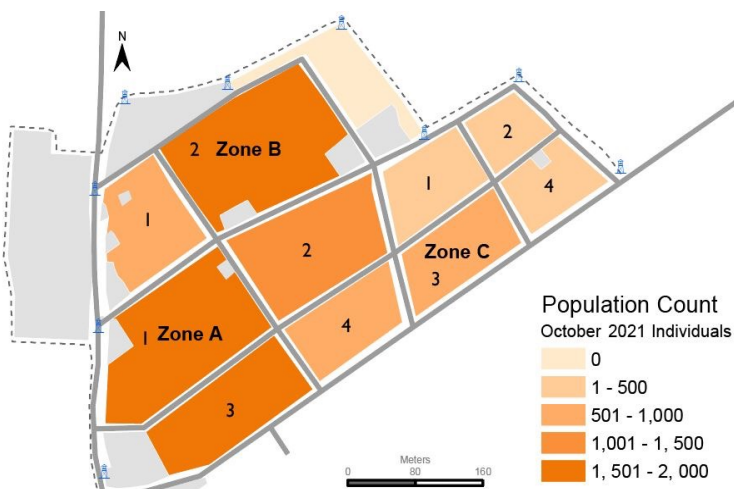 N
2 Zone B
2
1
4
1
2
Zone C
3
1 Zone A
4
3
Population Count
October 2021 Individuals
0
1 - 500
501 - 1,000
1,001 - 1, 500
1, 501 - 2, 000
Meters
0 80 160